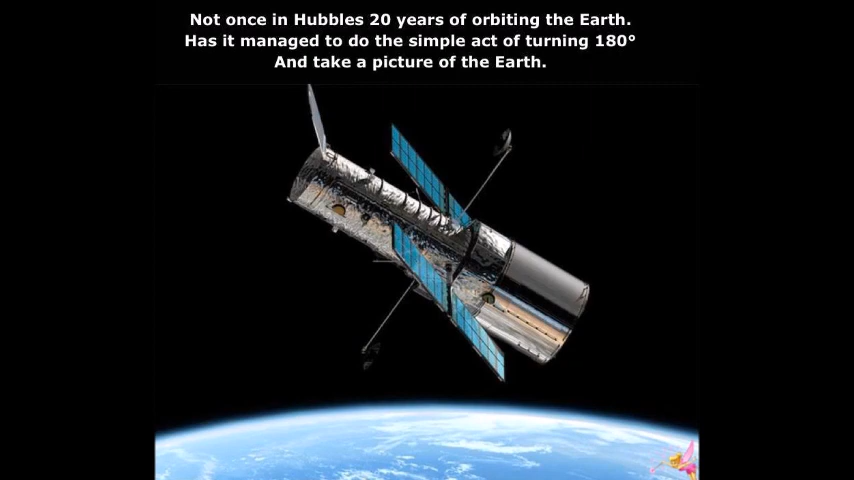 Not once in Hubbles 20 years of orbiting the Earth.
Has it managed to do the simple act of turning 180°
And take a picture of the Earth.